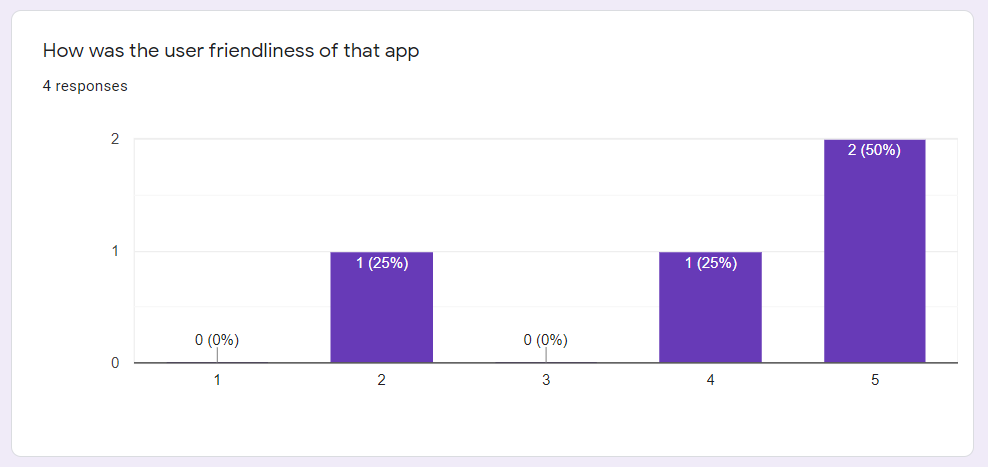 How was the user friendliness of that app
4 responses
2
2 (50%)
1
1 (25%)
1 (25%)
0 (0%)
0 (0%)
0
1 2 3 4 5